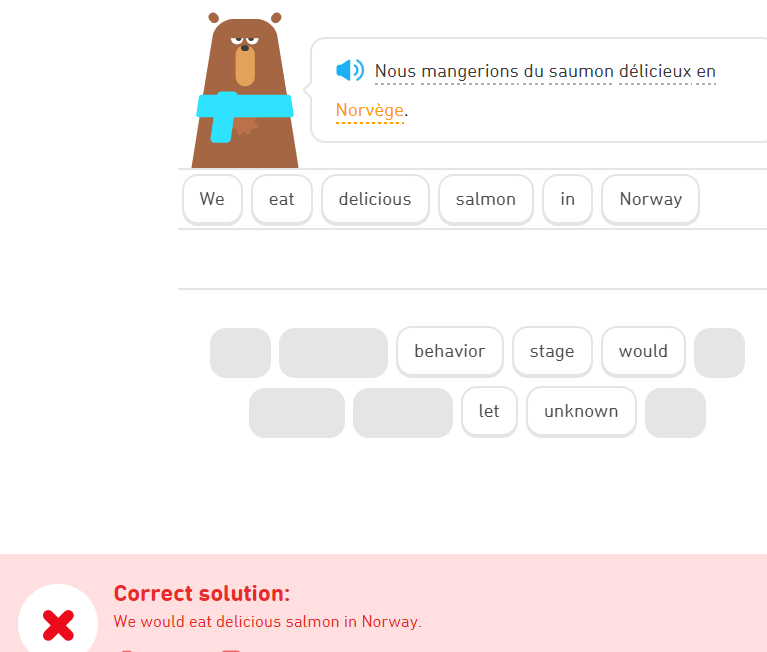 Nous mangerions du saumon délicieux en
Norvège.
We eat delicious salmon in Norway
behavior stage would
let unknown
Correct solution:
We would eat delicious salmon in Norway.